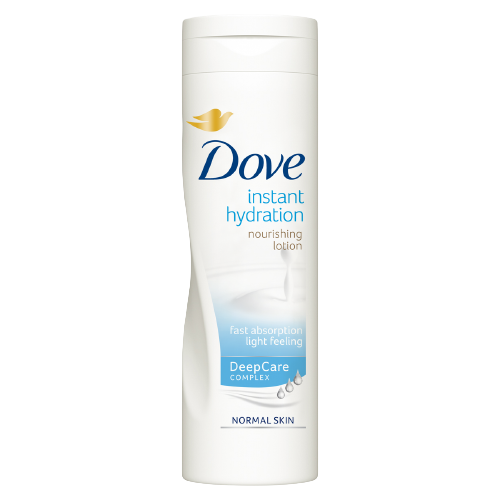 Dove
instant
hydration
nourishing
lotion
fast absorption
light feeling
DeepCare
COMPLEX
NORMAL SKIN